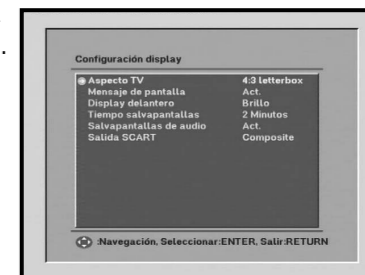 Configuración display
Aspecto TV 4:3 letterbox
Mensaje de pantalla Act.
Display delantero Brillo
Tiempo salvapantallas 2 Minutos
Salvapantallas de audio Act.
Salida SCART Composite
:Navegación, Seleccionar:ENTER, Salir:RETURN